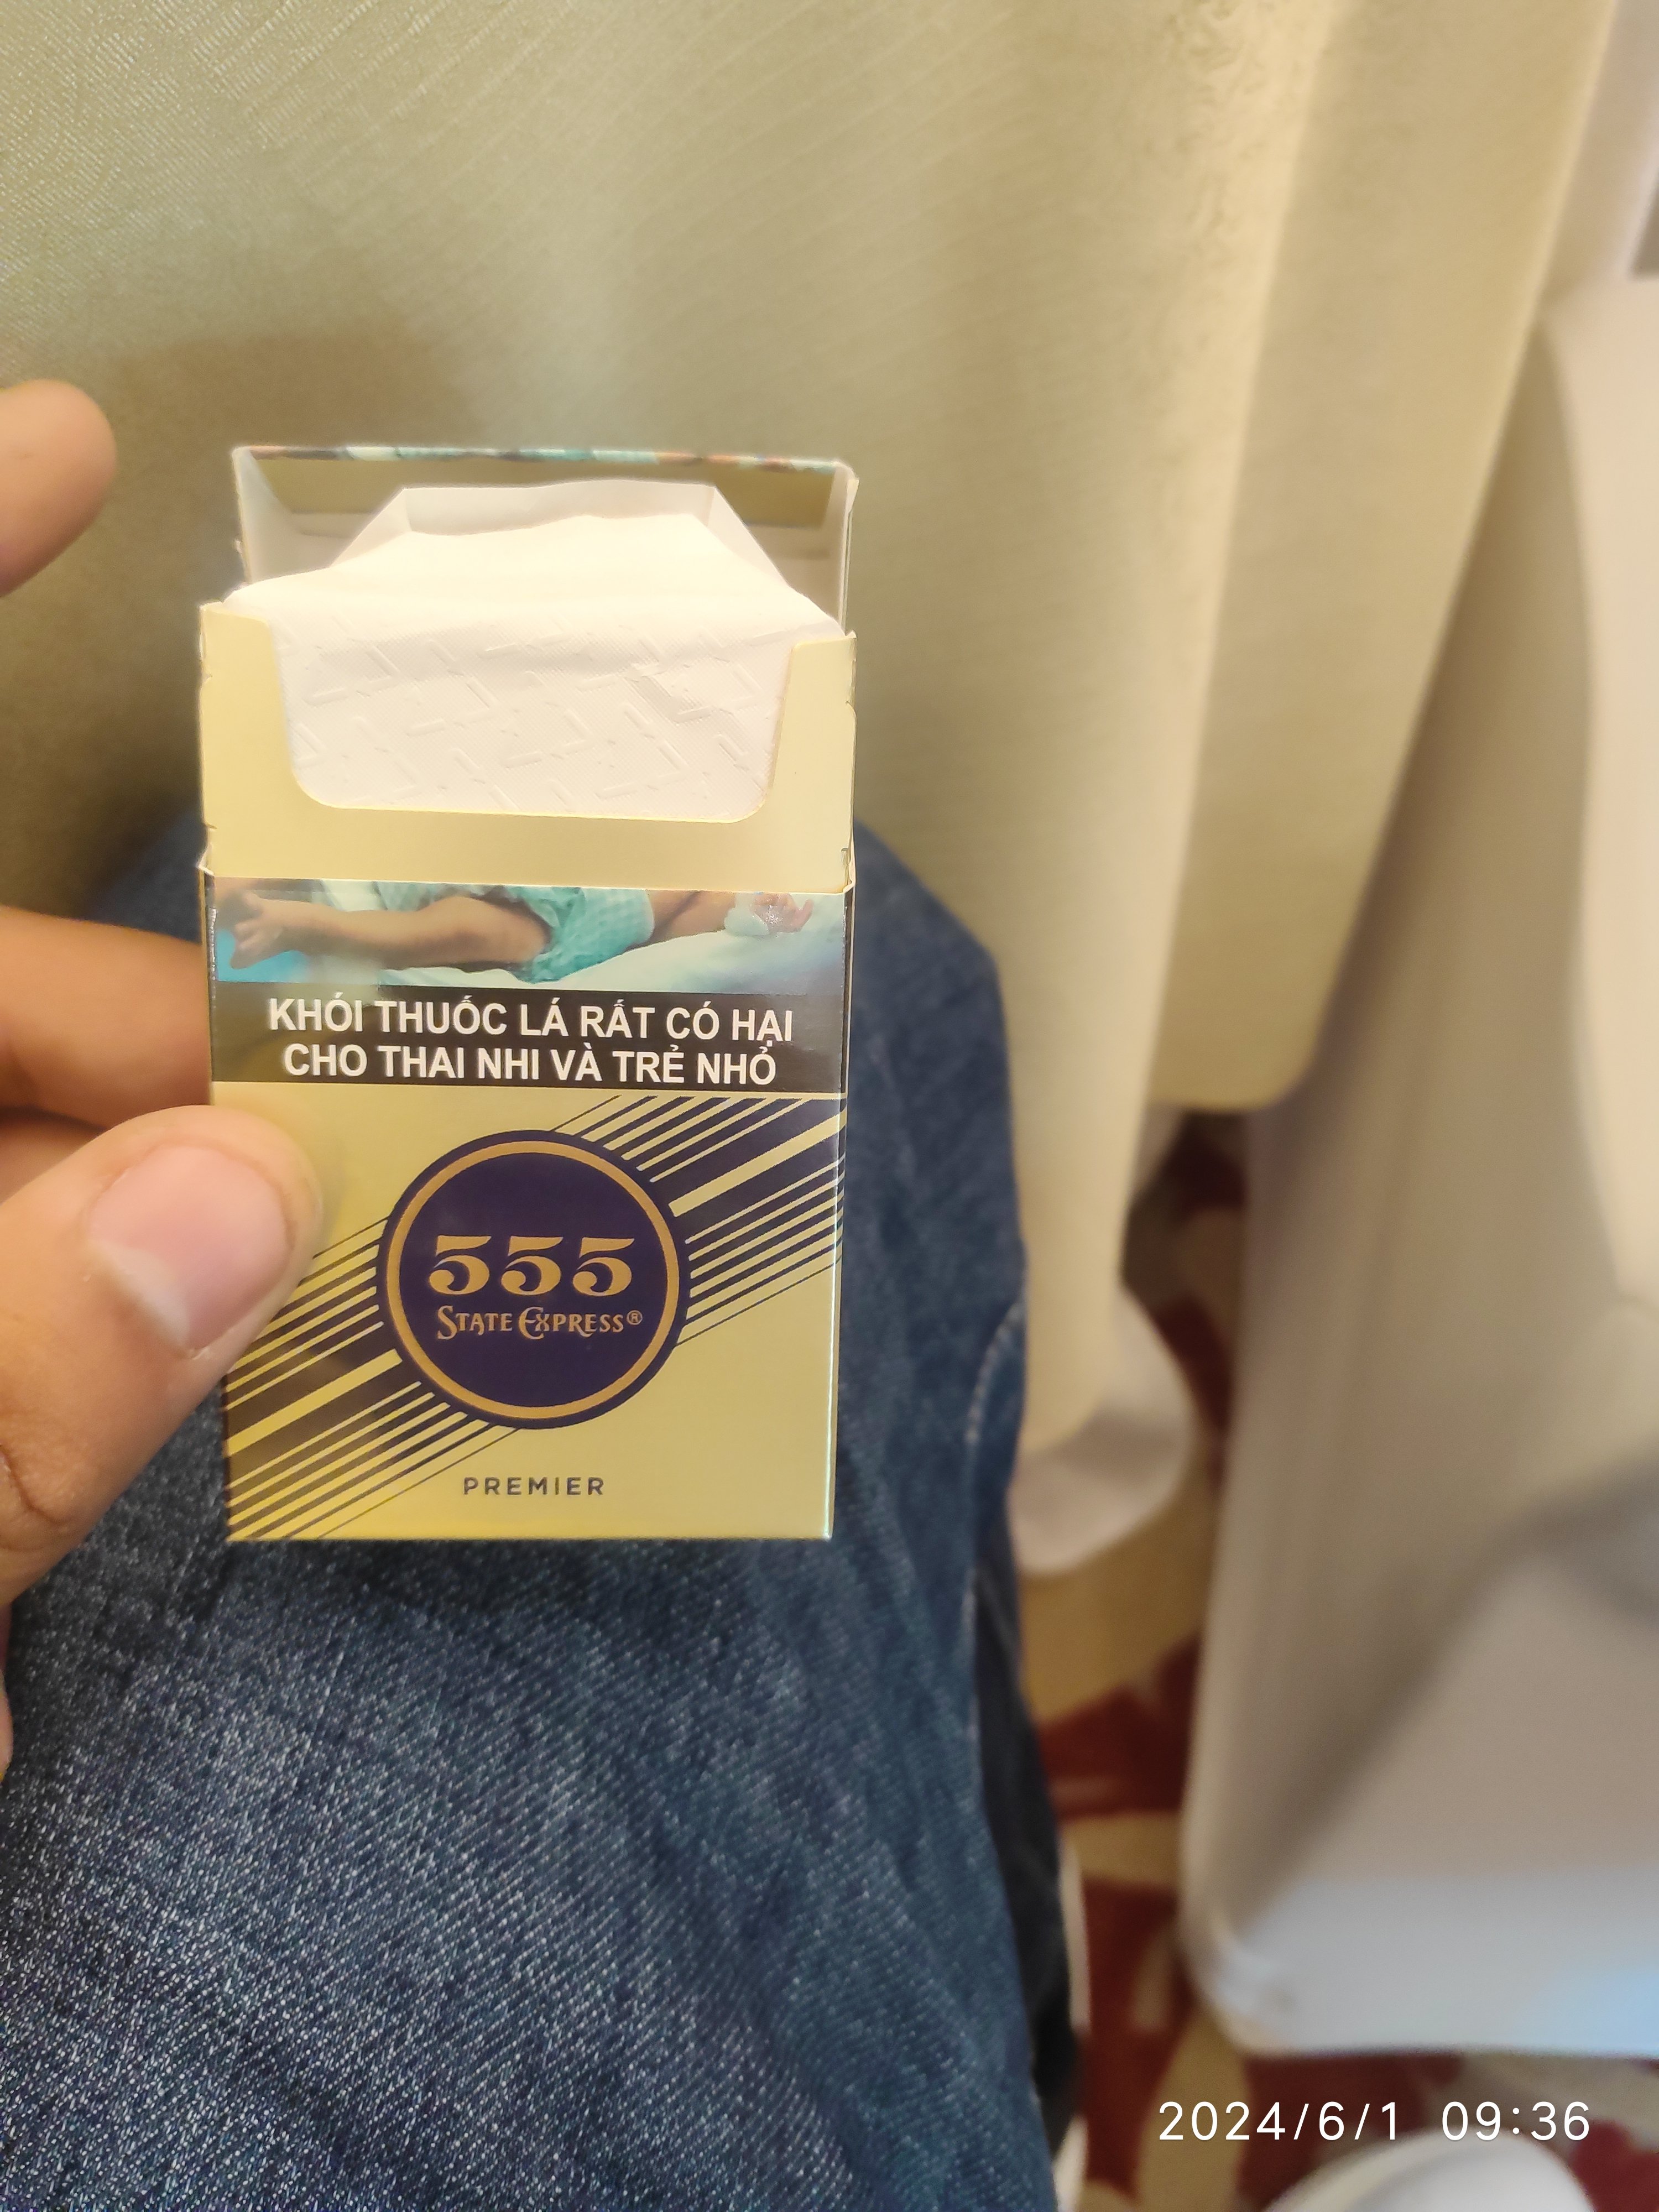 KHÓI THUỐC LÁ RẤT CÓ HẠI
CHO THAI NHI VÀ TRẺ NHỎ
555
STATE EXPRESS®
PREMIER
2024/6/1 09:36